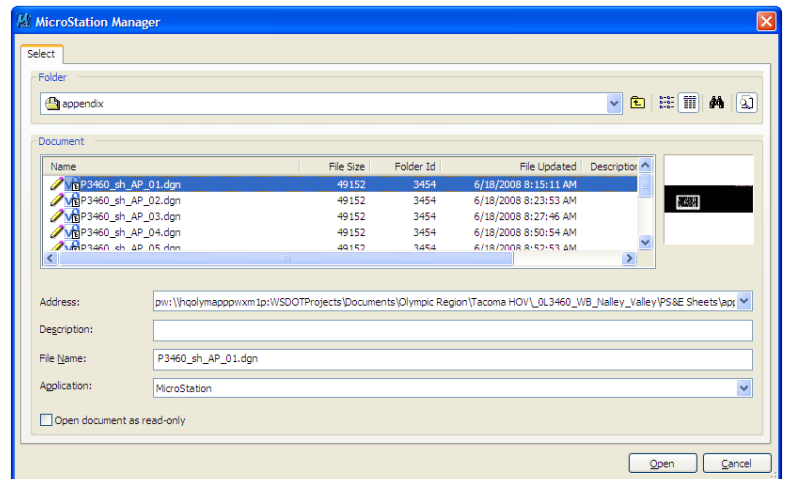 MicroStation Manager
Select
Folder
appendix
Document
Name File Size Folder Id File Updated Description
P3460_sh_AP_01.dgn 49152 3454 6/18/2008 8:15:11 AM
P3460_sh_AP_02.dgn 49152 3454 6/18/2008 8:23:53 AM
P3460_sh_AP_03.dgn 49152 3454 6/18/2008 8:27:46 AM
P3460_sh_AP_04.dgn 49152 3454 6/18/2008 8:50:54 AM
P3460_sh_AP_05.dgn 49152 3454 6/18/2008 8:52:53 AM
Address: pw:\\hqolymapppwxm1p:WSDOTProjects\Documents\Olympic Region\Tacoma HOV\_0L3460_WB_Nalley_Valley\PS&E Sheets\app
Description:
File Name: P3460_sh_AP_01.dgn
Application: MicroStation
Open document as read-only
Open Cancel